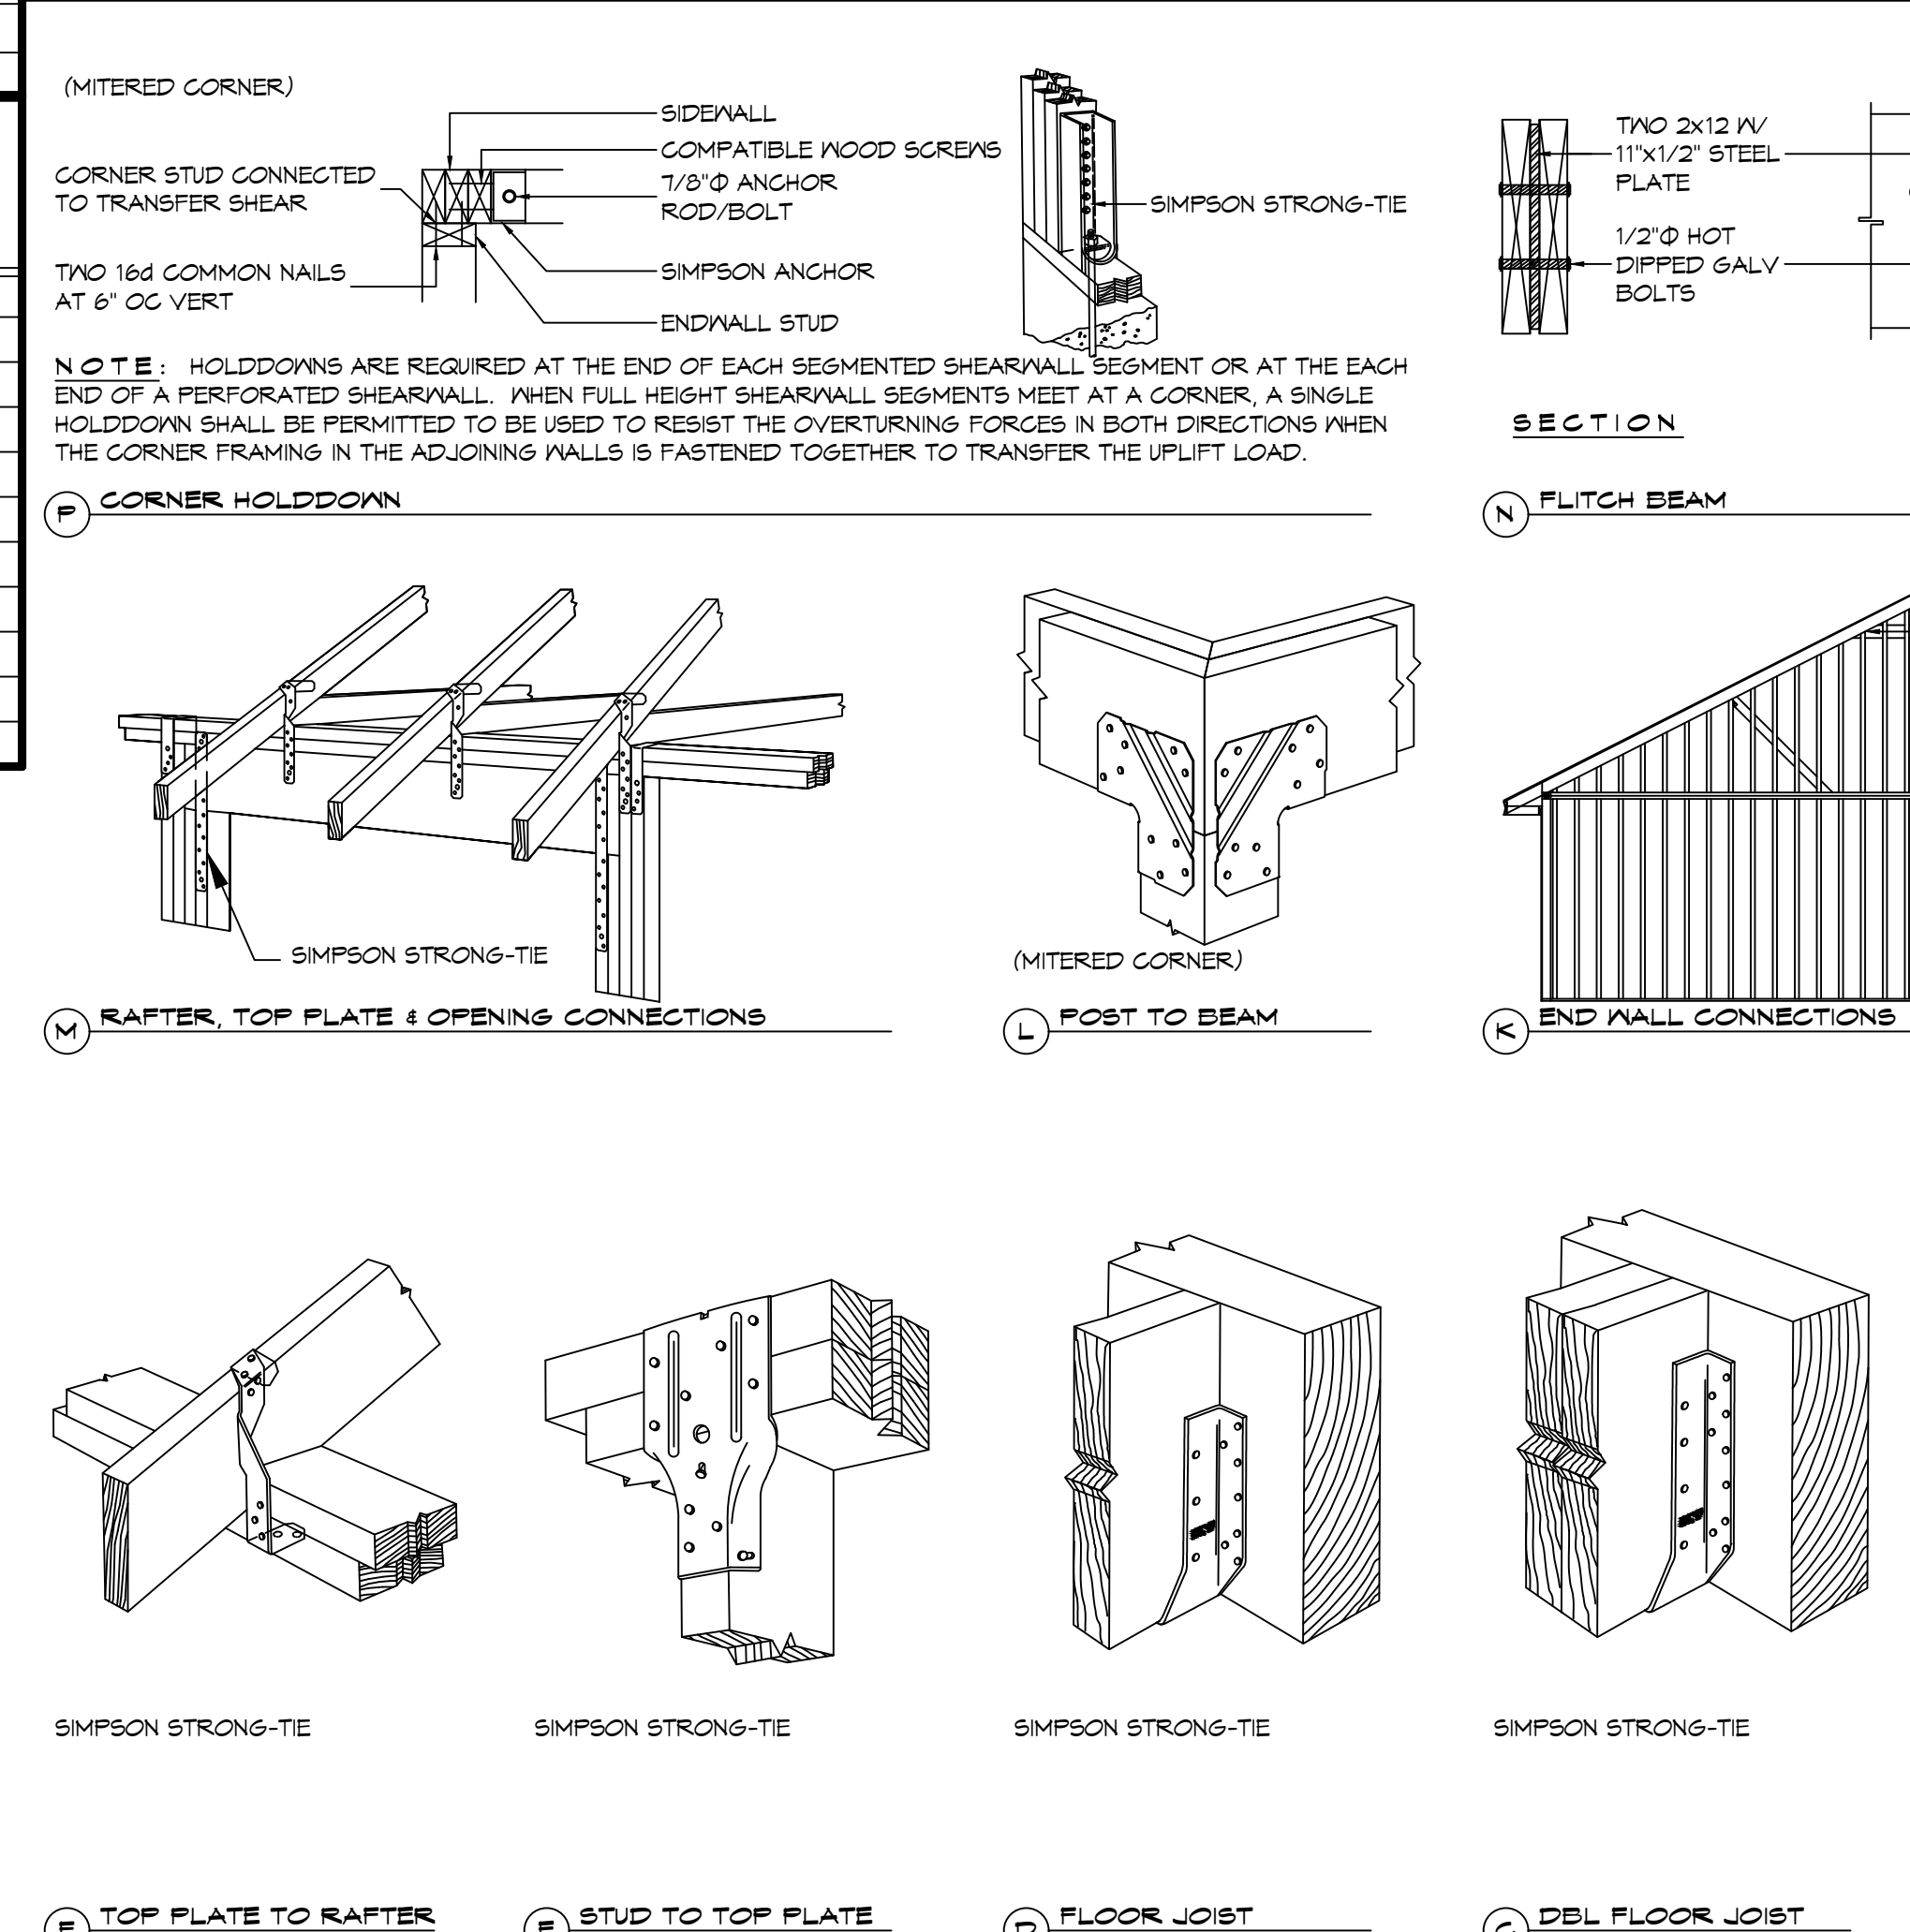 (MITERED CORNER)
CORNER STUD CONNECTED
TO TRANSFER SHEAR
TWO 16d COMMON NAILS
AT 6" OC VERT
SIDEWALL
COMPATIBLE WOOD SCREWS
7/8"Φ ANCHOR
ROD/BOLT
SIMPSON ANCHOR
ENDWALL STUD
SIMPSON STRONG-TIE
NOTE: HOLDDOWNS ARE REQUIRED AT THE END OF EACH SEGMENTED SHEARWALL SEGMENT OR AT THE EACH
END OF A PERFORATED SHEARWALL. WHEN FULL HEIGHT SHEARWALL SEGMENTS MEET AT A CORNER, A SINGLE
HOLDDOWN SHALL BE PERMITTED TO BE USED TO RESIST THE OVERTURNING FORCES IN BOTH DIRECTIONS WHEN
THE CORNER FRAMING IN THE ADJOINING WALLS IS FASTENED TOGETHER TO TRANSFER THE UPLIFT LOAD.
P CORNER HOLDDOWN
TWO 2x12 W/
11"x1/2" STEEL
PLATE
1/2"Φ HOT
DIPPED GALV
BOLTS
SECTION
N FLITCH BEAM
SIMPSON STRONG-TIE
M RAFTER, TOP PLATE & OPENING CONNECTIONS
(MITERED CORNER)
L POST TO BEAM
K END WALL CONNECTIONS
SIMPSON STRONG-TIE
SIMPSON STRONG-TIE
SIMPSON STRONG-TIE
SIMPSON STRONG-TIE
TOP PLATE TO RAFTER
STUD TO TOP PLATE
FLOOR JOIST
DBL FLOOR JOIST